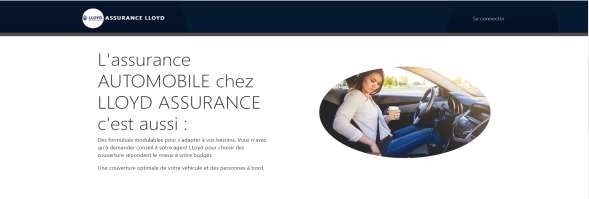 LLOYD
ASSURANCE LLOYD
Se connecter
L'assurance
AUTOMOBILE chez
LLOYD ASSURANCE
c'est aussi :
Des formules modulables pour s'adapter à vos besoins. Vous n'avez
qu'à demander conseil à votre agent LLoyd pour choisir des
couverture répondent le mieux à votre budget.
Une couverture optimale de votre véhicule et des personnes à bord.